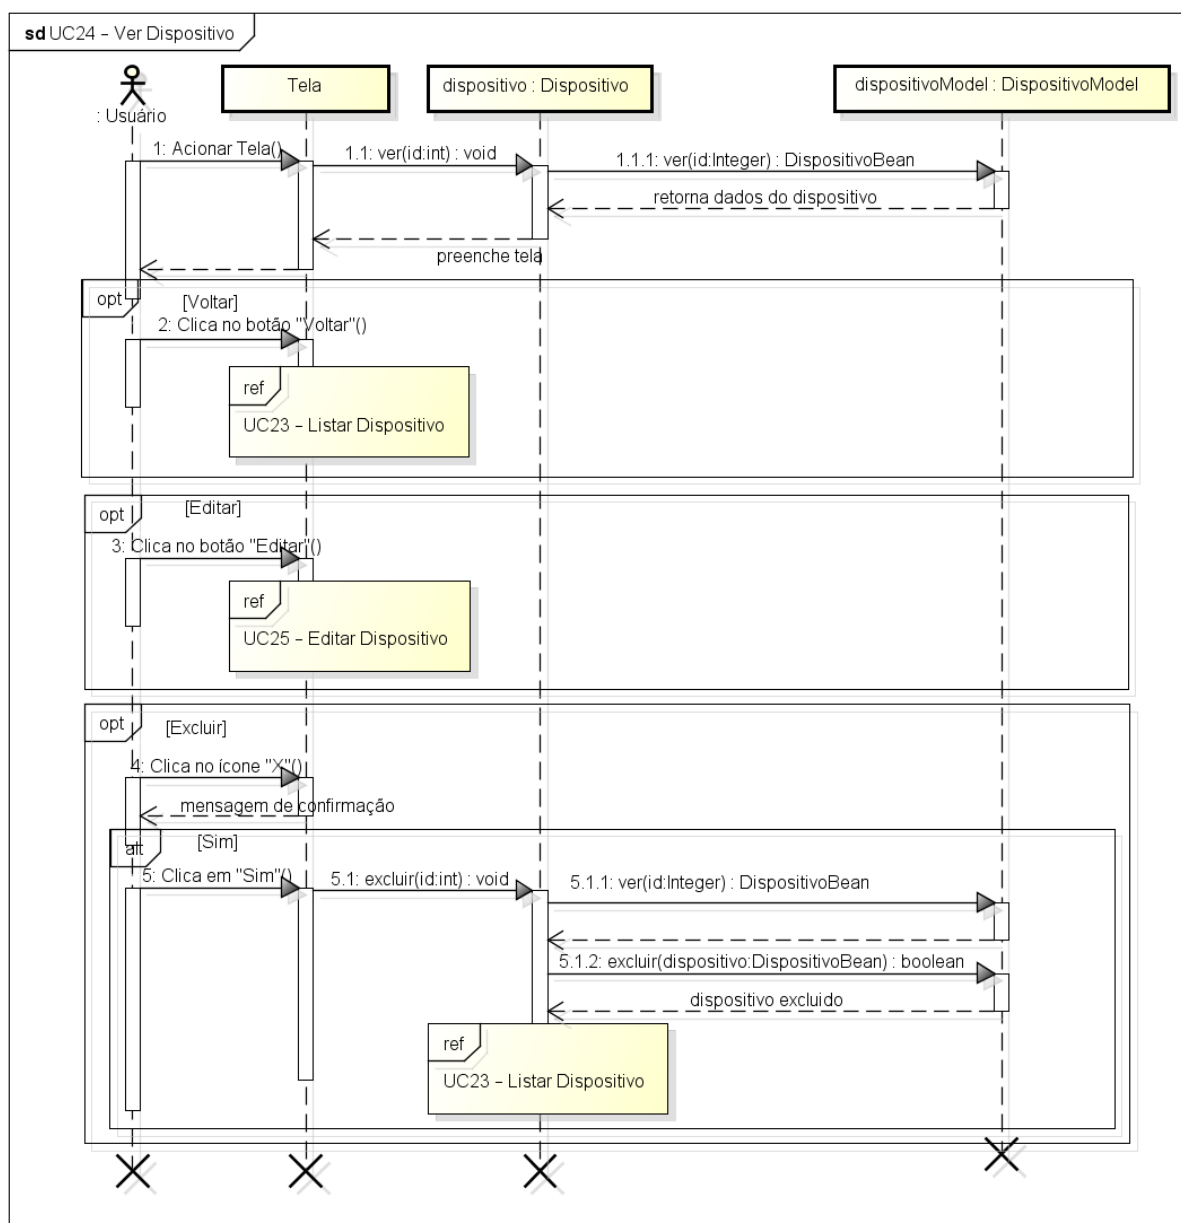 sd UC24 – Ver Dispositivo
: Usuário
Tela
dispositivo : Dispositivo
dispositivoModel : DispositivoModel
1: Acionar Tela()
1.1: ver(id:int) : void
1.1.1: ver(id:Integer) : DispositivoBean
retorna dados do dispositivo
preenche tela
opt
[Voltar]
2: Clica no botão "Voltar"()
ref
UC23 – Listar Dispositivo
opt
[Editar]
3: Clica no botão "Editar"()
ref
UC25 – Editar Dispositivo
opt
[Excluir]
4: Clica no ícone "X"()
mensagem de confirmação
alt
[Sim]
5: Clica em "Sim"()
5.1: excluir(id:int) : void
5.1.1: ver(id:Integer) : DispositivoBean
5.1.2: excluir(dispositivo:DispositivoBean) : boolean
dispositivo excluido
ref
UC23 – Listar Dispositivo